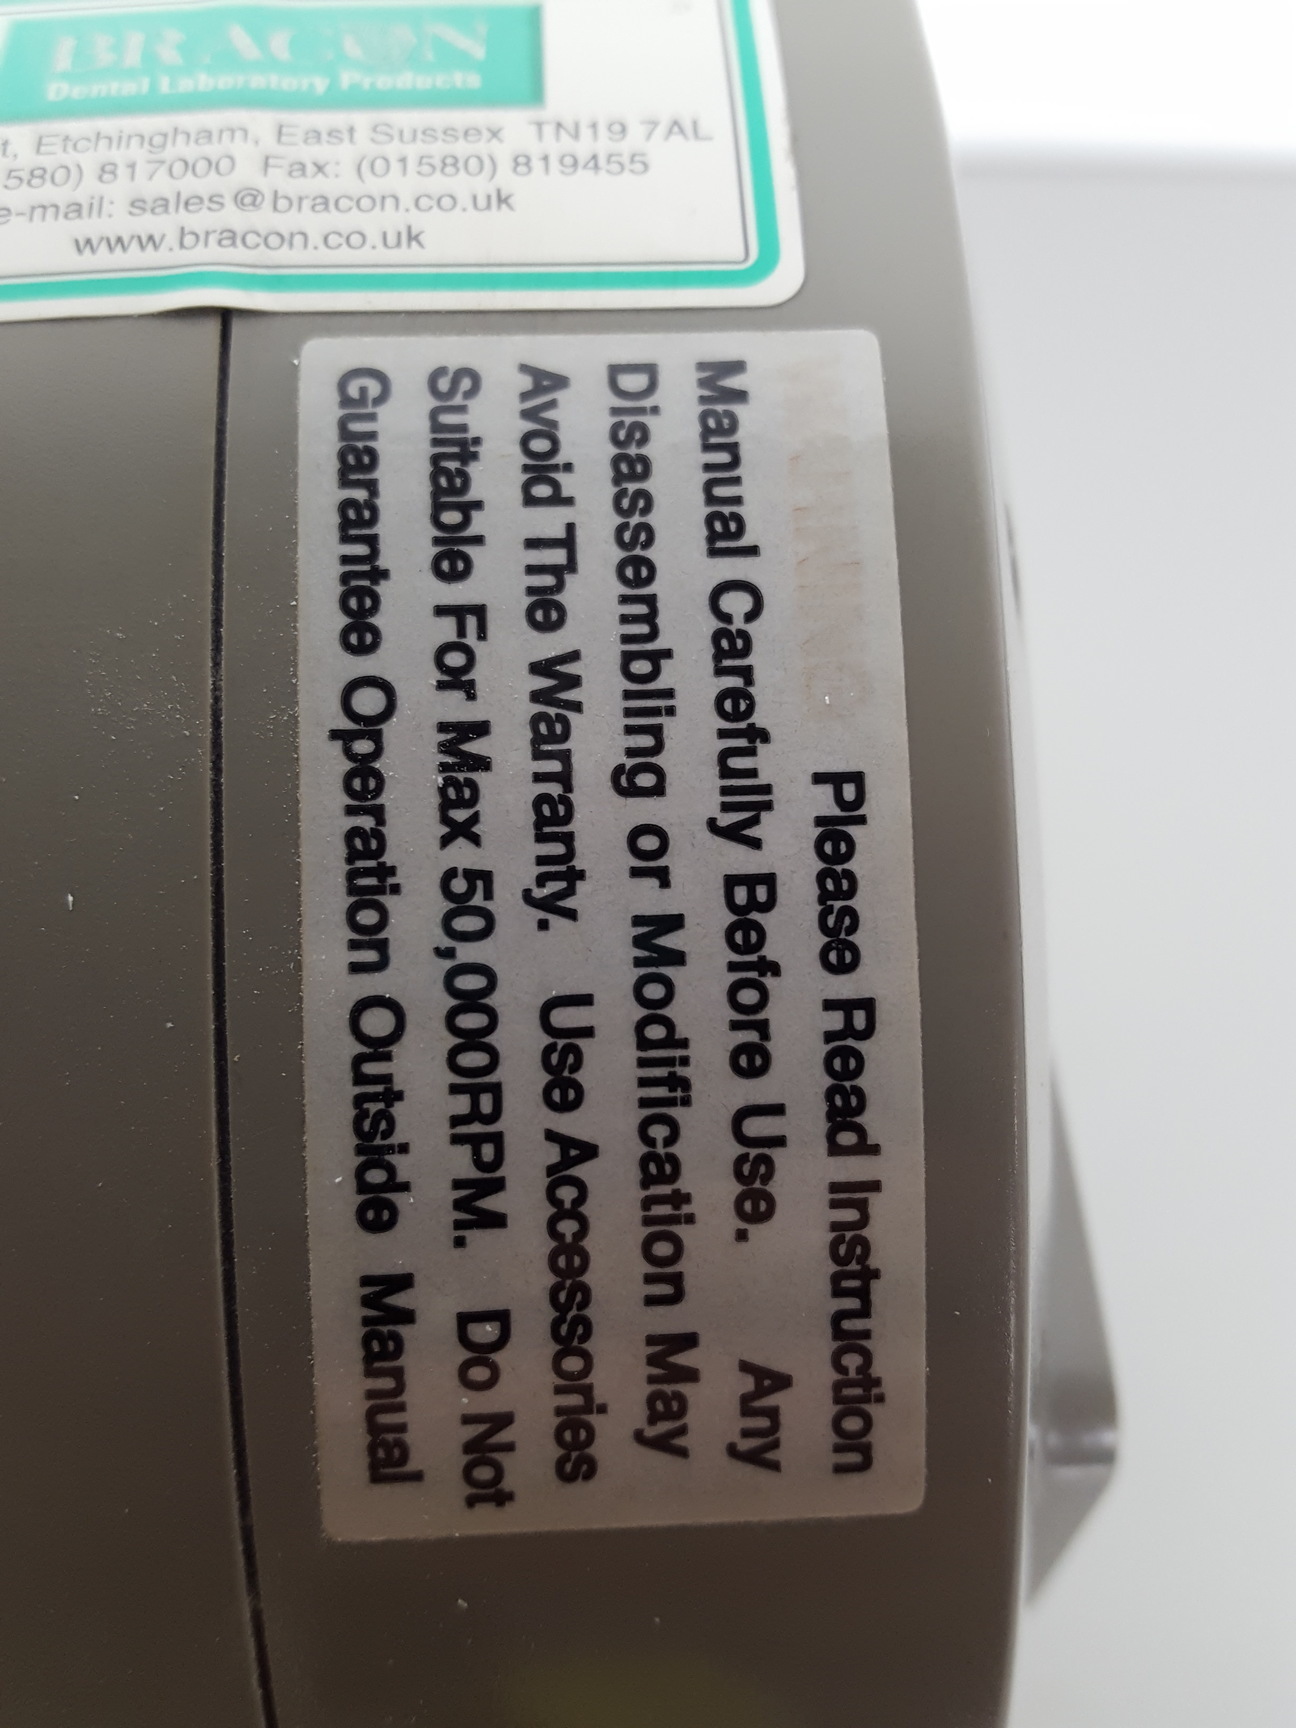 BRACON
Dental Laboratory Products
t, Etchingham, East Sussex TN19 7AL
580) 817000 Fax: (01580) 819455
e-mail: sales@bracon.co.uk
www.bracon.co.uk
WARNING Please Read Instruction
Manual Carefully Before Use. Any
Disassembling or Modification May
Avoid The Warranty. Use Accessories
Suitable For Max 50,000RPM. Do Not
Guarantee Operation Outside Manual